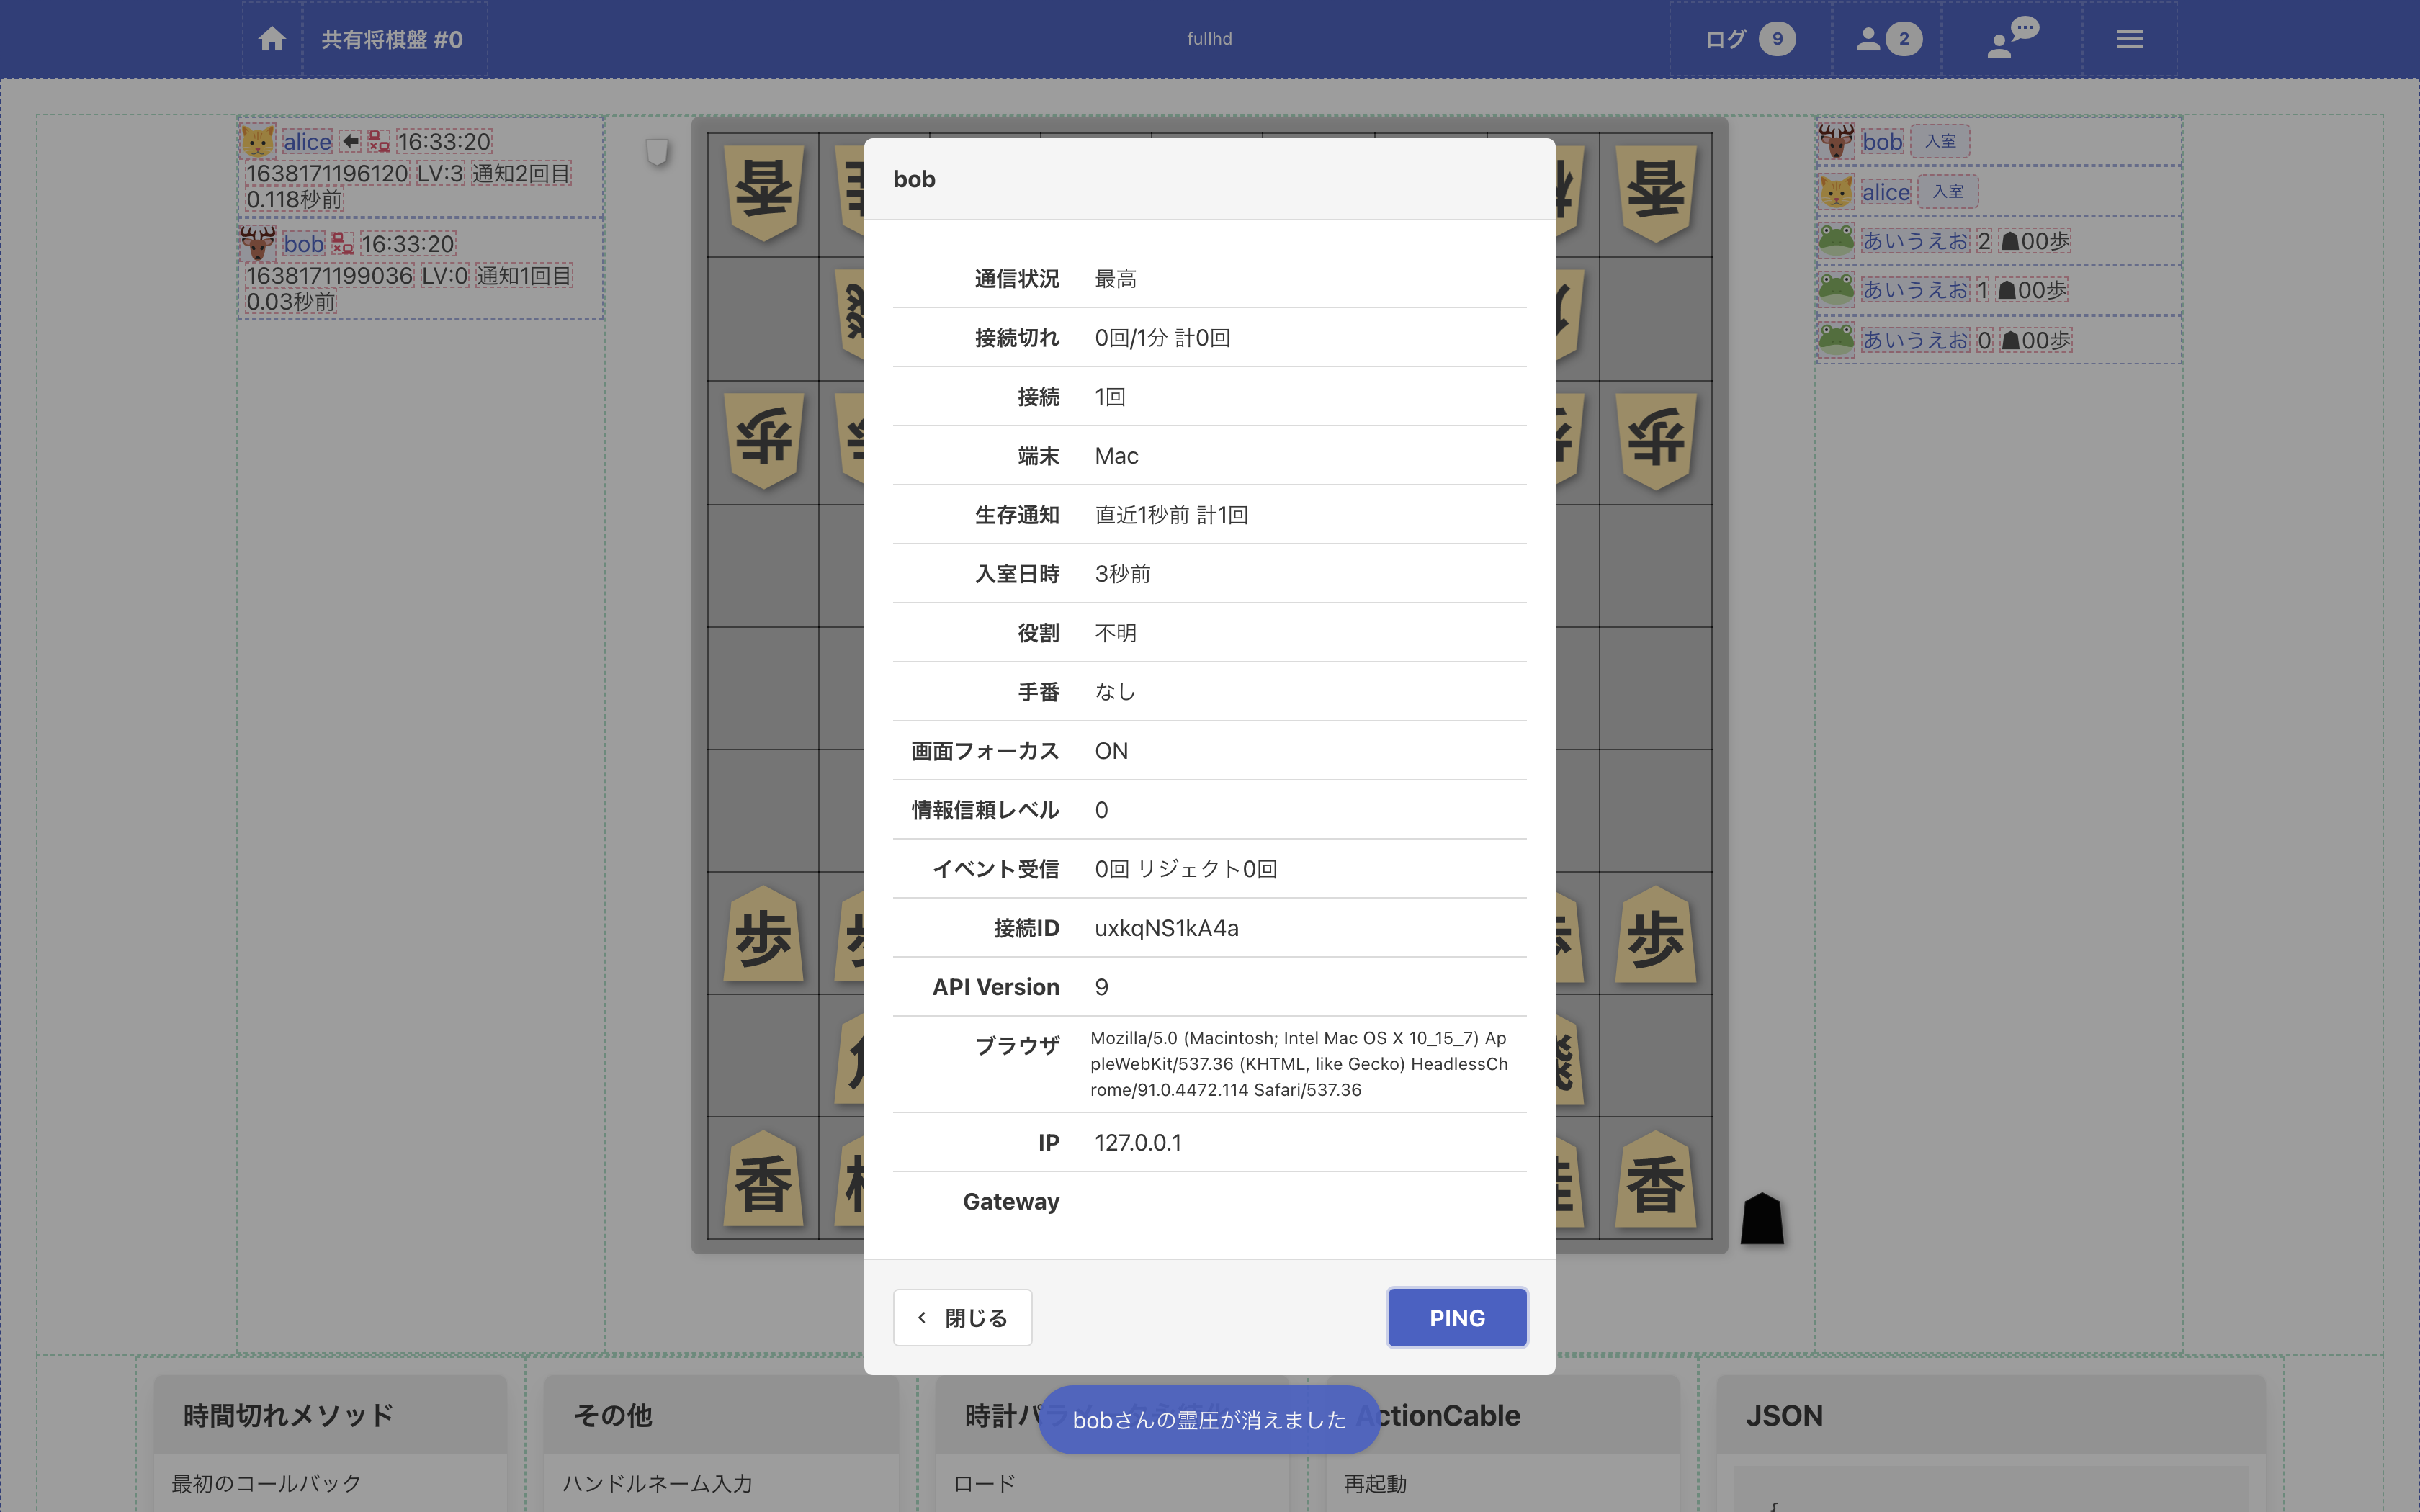 共有将棋盤 #0
fullhd
ログ 9
2
alice 16:33:20
1638171196120 LV:3 通知2回目
0.118秒前
bob 16:33:20
1638171199036 LV:0 通知1回目
0.03秒前
bob 入室
alice 入室
あいうえお 2 ☗00歩
あいうえお 1 ☗00歩
あいうえお 0 ☗00歩
香 香
歩 歩
歩 歩
香 香
bob
通信状況 最高
接続切れ 0回/1分 計0回
接続 1回
端末 Mac
生存通知 直近1秒前 計1回
入室日時 3秒前
役割 不明
手番 なし
画面フォーカス ON
情報信頼レベル 0
イベント受信 0回 リジェクト0回
接続ID uxkqNS1kA4a
API Version 9
ブラウザ Mozilla/5.0 (Macintosh; Intel Mac OS X 10_15_7) Ap
pleWebKit/537.36 (KHTML, like Gecko) HeadlessCh
rome/91.0.4472.114 Safari/537.36
IP 127.0.0.1
Gateway
閉じる
PING
bobさんの霊圧が消えました
時間切れメソッド
最初のコールバック
その他
ハンドルネーム入力
時計パ
ロード
ActionCable
再起動
JSON
{